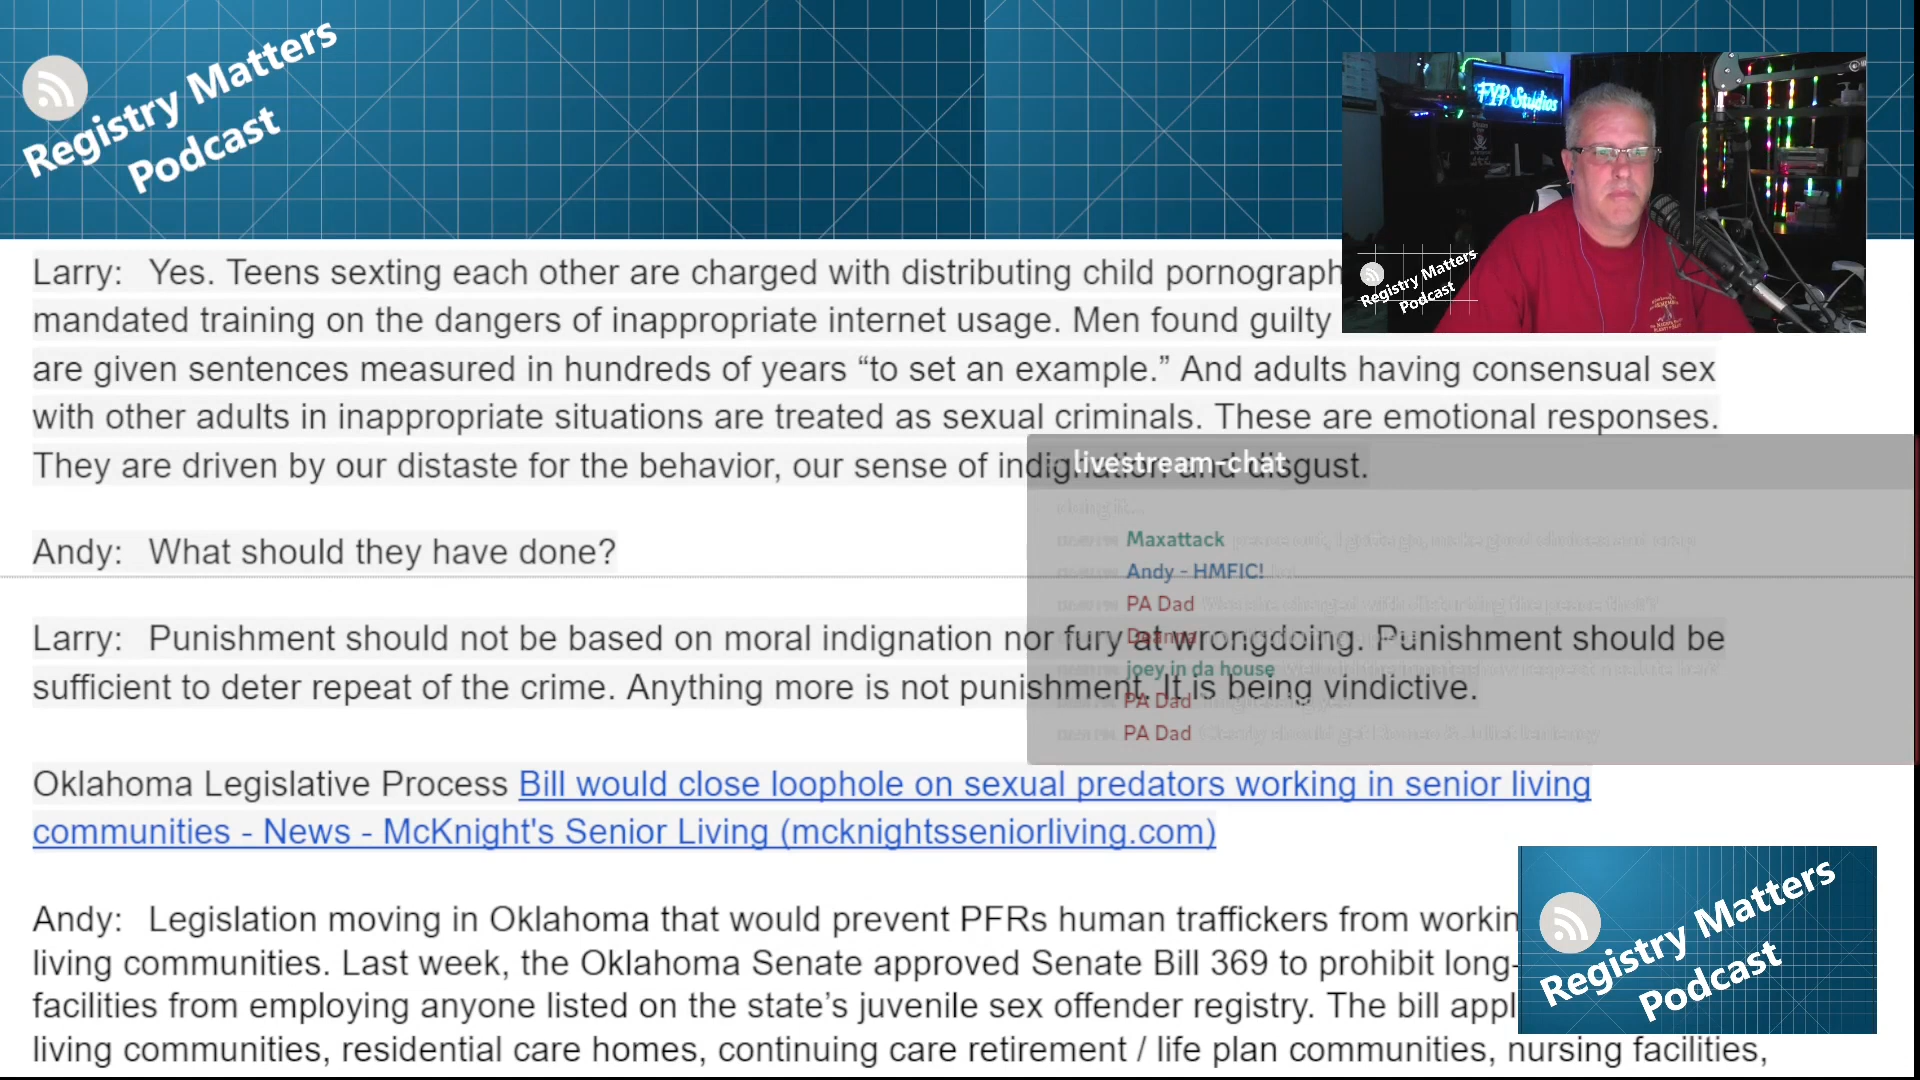 Registry Matters
Podcast
FYP Studios
Registry Matters
Podcast
Larry: Yes. Teens sexting each other are charged with distributing child pornograph
mandated training on the dangers of inappropriate internet usage. Men found guilty
are given sentences measured in hundreds of years “to set an example.” And adults having consensual sex
with other adults in inappropriate situations are treated as sexual criminals. These are emotional responses.
They are driven by our distaste for the behavior, our sense of indignation and disgust.
livestream-chat
Maxattack
Andy: What should they have done?
Andy - HMFIC!
PA Dad
Deanna
Larry: Punishment should not be based on moral indignation nor fury at wrongdoing. Punishment should be
joey in da house
sufficient to deter repeat of the crime. Anything more is not punishment. It is being vindictive.
PA Dad
PA Dad
Oklahoma Legislative Process Bill would close loophole on sexual predators working in senior living
communities - News - McKnight's Senior Living (mcknightsseniorliving.com)
Andy: Legislation moving in Oklahoma that would prevent PFRs human traffickers from workin
living communities. Last week, the Oklahoma Senate approved Senate Bill 369 to prohibit long-
facilities from employing anyone listed on the state’s juvenile sex offender registry. The bill appl
living communities, residential care homes, continuing care retirement / life plan communities, nursing facilities,
Registry Matters
Podcast